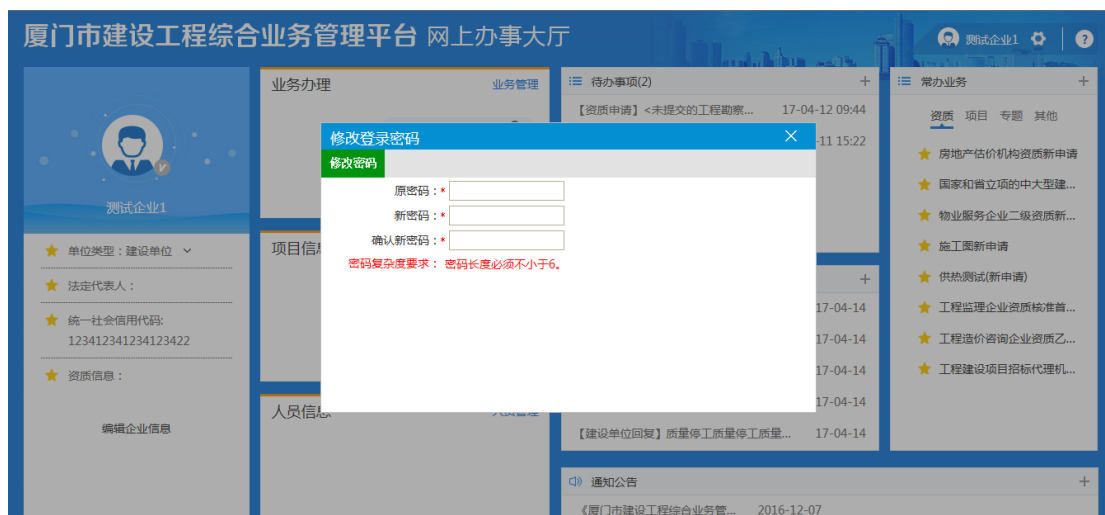 厦门市建设工程综合业务管理平台 网上办事大厅
测试企业1
?
测试企业1
单位类型：建设单位
法定代表人：
统一社会信用代码:
123412341234123422
资质信息：
编辑企业信息
业务办理 业务管理
项目信息
人员信息
待办事项(2) +
【资质申请】<未提交的工程勘察... 17-04-12 09:44
-11 15:22
修改登录密码
修改密码
原密码：*
新密码：*
确认新密码：*
密码复杂度要求： 密码长度必须不小于6。
+
17-04-14
17-04-14
17-04-14
17-04-14
【建设单位回复】质量停工质量停工质量... 17-04-14
通知公告 +
《厦门市建设工程综合业务管... 2016-12-07
常办业务 +
资质 项目 专题 其他
房地产估价机构资质新申请
国家和省立项的中大型建...
物业服务企业二级资质新...
施工图新申请
供热测试(新申请)
工程监理企业资质核准首...
工程造价咨询企业资质乙...
工程建设项目招标代理机...